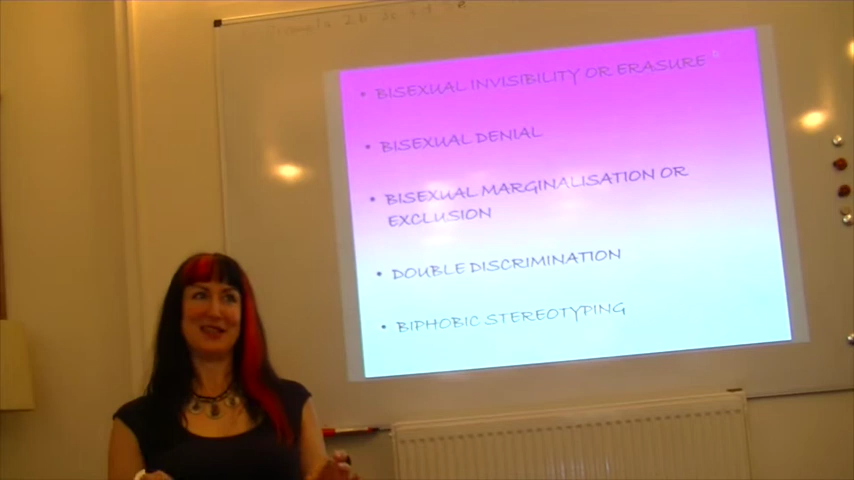 • BISEXUAL INVISIBILITY OR ERASURE
• BISEXUAL DENIAL
• BISEXUAL MARGINALISATION OR
EXCLUSION
• DOUBLE DISCRIMINATION
• BIPHOBIC STEREOTYPING